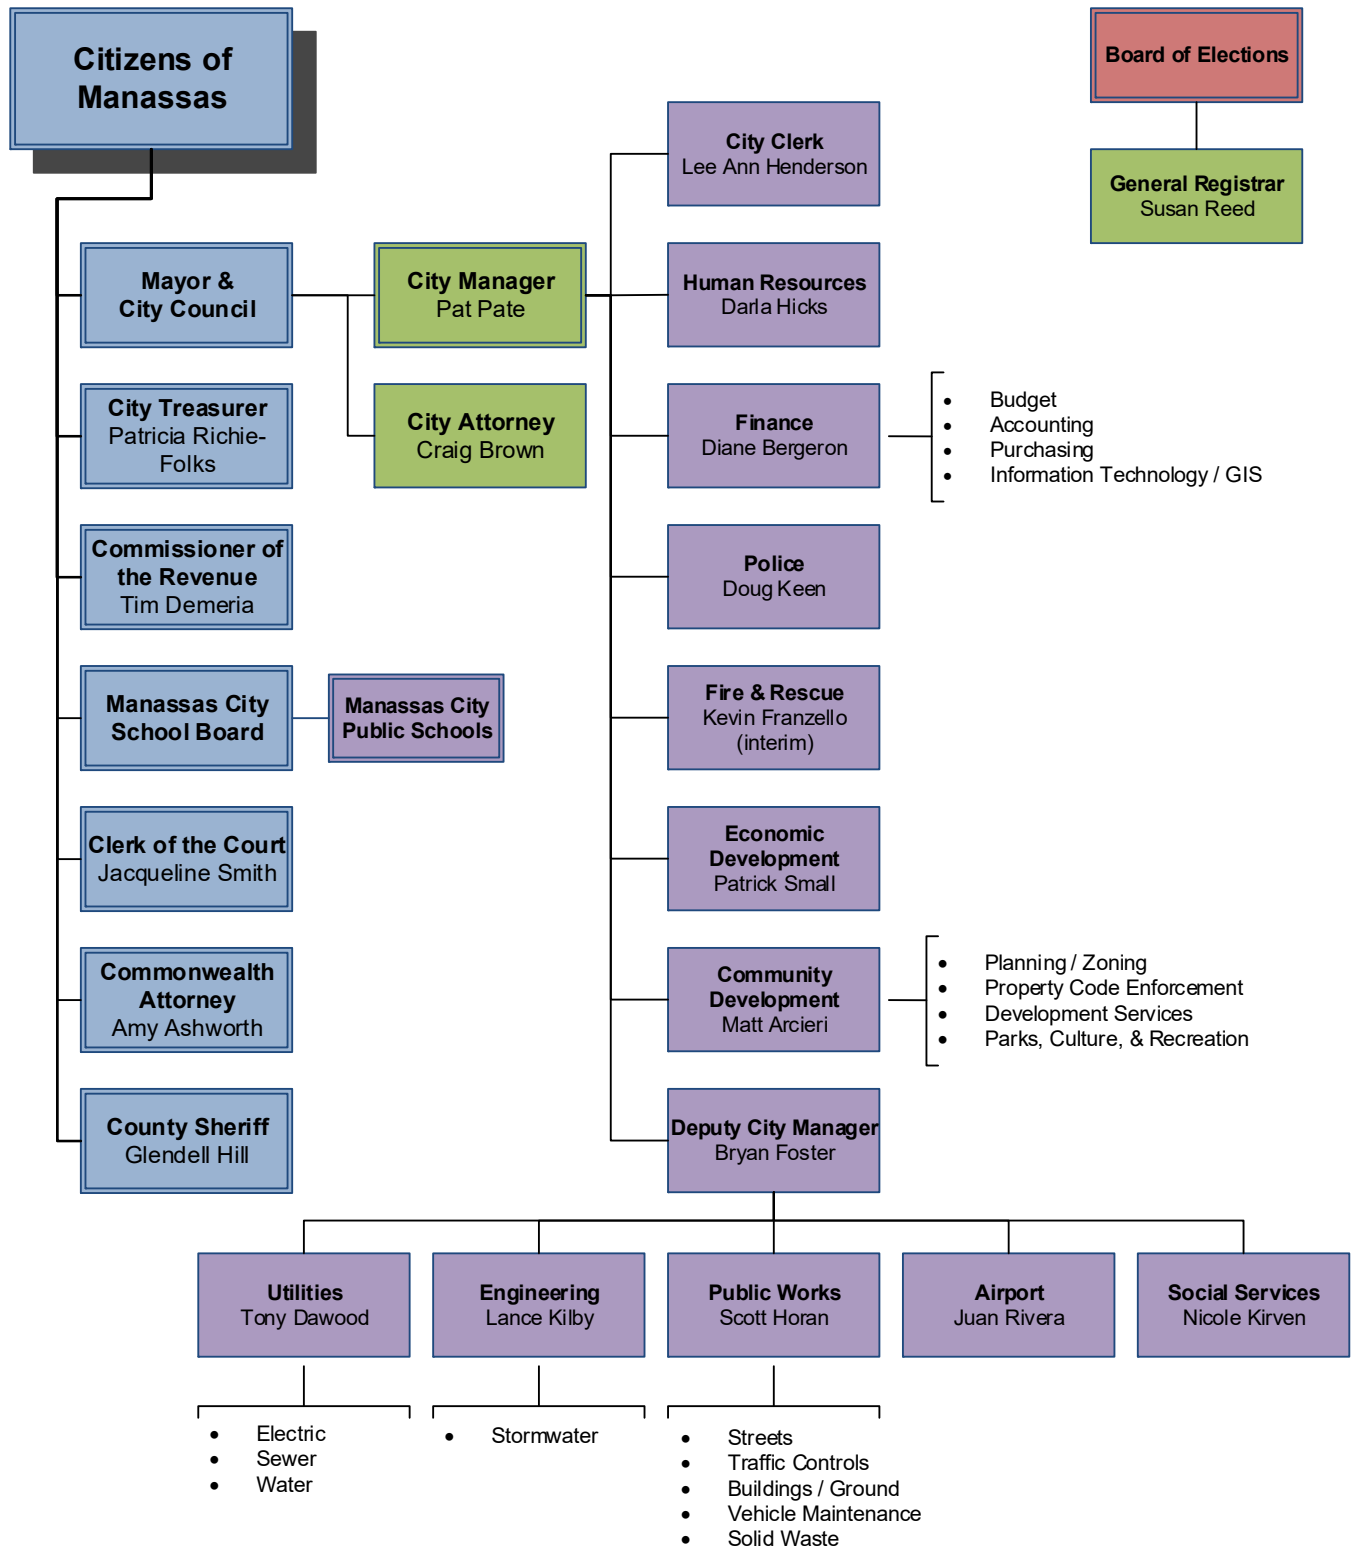 Citizens of
Manassas
Board of Elections
General Registrar
Susan Reed
City Clerk
Lee Ann Henderson
Mayor &
City Council
City Manager
Pat Pate
Human Resources
Darla Hicks
City Treasurer
Patricia Richie-
Folks
City Attorney
Craig Brown
Finance
Diane Bergeron
• Budget
• Accounting
• Purchasing
• Information Technology / GIS
Commissioner of
the Revenue
Tim Demeria
Police
Doug Keen
Manassas City
School Board
Manassas City
Public Schools
Fire & Rescue
Kevin Franzello
(interim)
Clerk of the Court
Jacqueline Smith
Economic
Development
Patrick Small
Commonwealth
Attorney
Amy Ashworth
Community
Development
Matt Arcieri
• Planning / Zoning
• Property Code Enforcement
• Development Services
• Parks, Culture, & Recreation
County Sheriff
Glendell Hill
Deputy City Manager
Bryan Foster
Utilities
Tony Dawood
Engineering
Lance Kilby
Public Works
Scott Horan
Airport
Juan Rivera
Social Services
Nicole Kirven
• Electric
• Sewer
• Water
• Stormwater
• Streets
• Traffic Controls
• Buildings / Ground
• Vehicle Maintenance
• Solid Waste